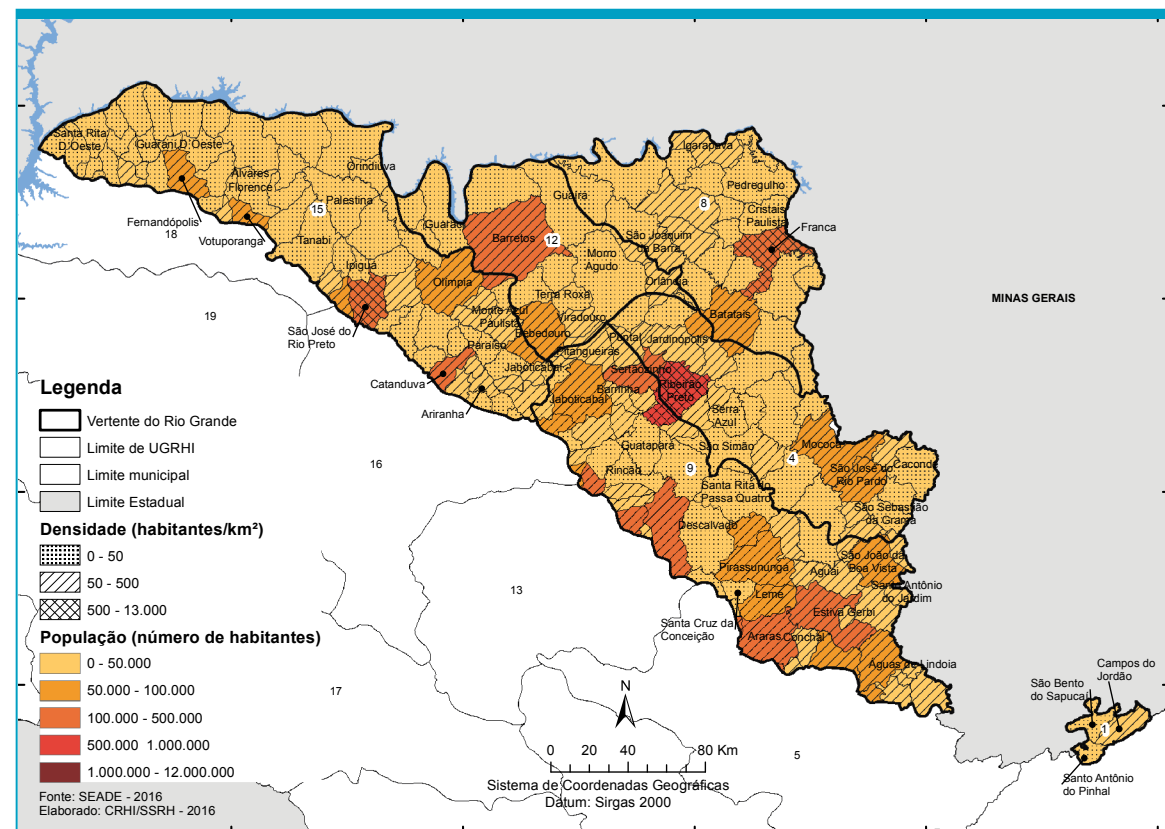 Santa Rita
D´Oeste
Guarani D´Oeste
Álvares
Florence
Orindiuva
Palestina
15
Fernandópolis
18
Votuporanga
Tanabi
Ipiguá
Guaraci
Barretos
12
Guaíra
Igarapava
8
Pedregulho
Cristais
Paulista
Franca
São Joaquim
da Barra
Morro
Agudo
Orlândia
Olímpia
Terra Roxa
Viradouro
Batatais
MINAS GERAIS
19
São José do
Rio Preto
Monte Azul
Paulista
Bebedouro
Paraíso
Pitangueiras
Pontal
Jardinópolis
Catanduva
Jaboticabal
Sertãozinho
Ribeirão
Preto
Barrinha
Jaboticabal
Ariranha
Serra
Azul
Guatapará
São Simão
Mococa
4
Caconde
São José do
Rio Pardo
16
Rincão
9
Santa Rita do
Passa Quatro
São Sebastião
da Grama
Descalvado
Pirassununga
Aguaí
São João da
Boa Vista
Santo Antônio
do Jardim
13
Leme
Estiva Gerbi
Santa Cruz da
Conceição
Araras
Conchal
Águas de Lindoia
Campos do
Jordão
São Bento
do Sapucaí
1
Santo Antônio
do Pinhal
17
5
Legenda
Vertente do Rio Grande
Limite de UGRHI
Limite municipal
Limite Estadual
Densidade (habitantes/km²)
0 - 50
50 - 500
500 - 13.000
População (número de habitantes)
0 - 50.000
50.000 - 100.000
100.000 - 500.000
500.000 1.000.000
1.000.000 - 12.000.000
Fonte: SEADE - 2016
Elaborado: CRHI/SSRH - 2016
N
0 20 40 80 Km
Sistema de Coordenadas Geográficas
Datum: Sirgas 2000